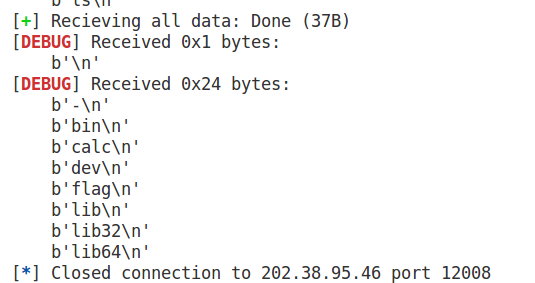 b'ls\n'
[+] Recieving all data: Done (37B)
[DEBUG] Received 0x1 bytes:
b'\n'
[DEBUG] Received 0x24 bytes:
b'-\n'
b'bin\n'
b'calc\n'
b'dev\n'
b'flag\n'
b'lib\n'
b'lib32\n'
b'lib64\n'
[*] Closed connection to 202.38.95.46 port 12008